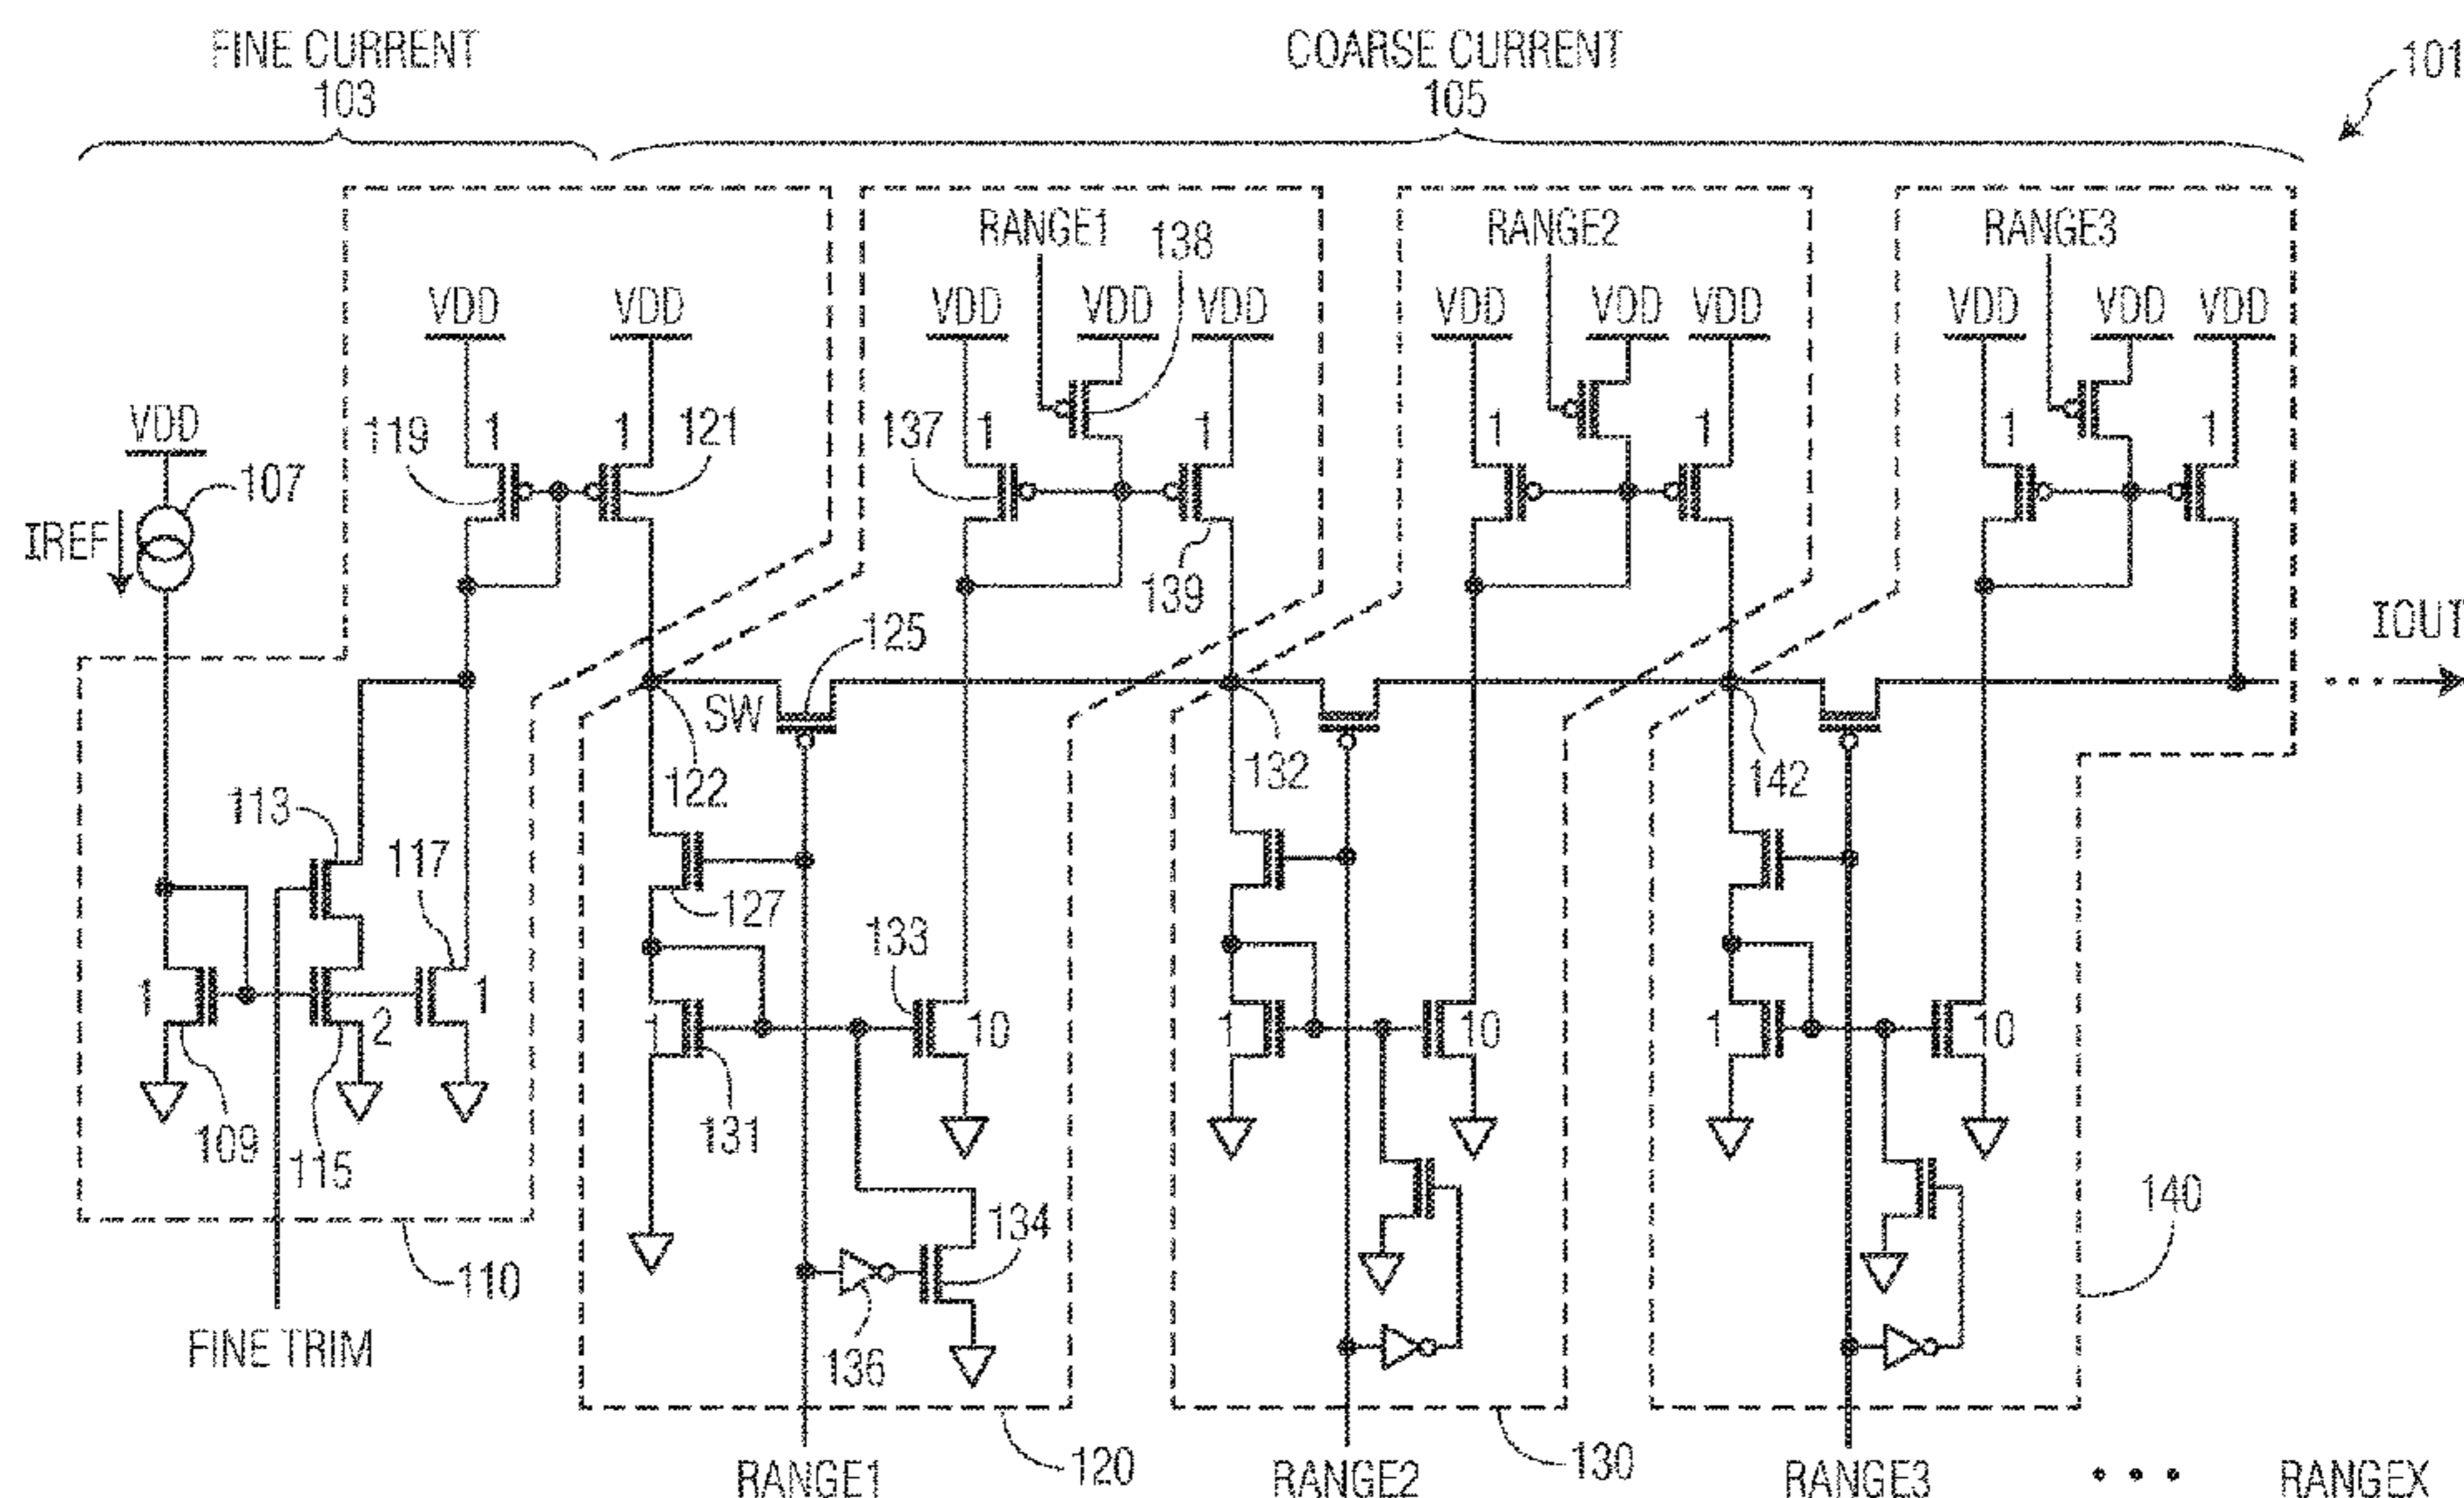 FINE CURRENT
103
COARSE CURRENT
105
101
RANGE1
138
RANGE2
RANGE3
VDD
VDD
VDD
VDD
VDD
VDD
VDD
VDD
VDD
VDD
VDD
VDD
119
1
1
121
137
1
1
1
1
1
1
107
IREF
139
125
IOUT
SW
122
132
142
113
117
127
133
1
2
1
1
10
1
10
1
10
109
115
131
134
140
110
136
FINE TRIM
120
130
RANGE1
RANGE2
RANGE3
• • •
RANGEX